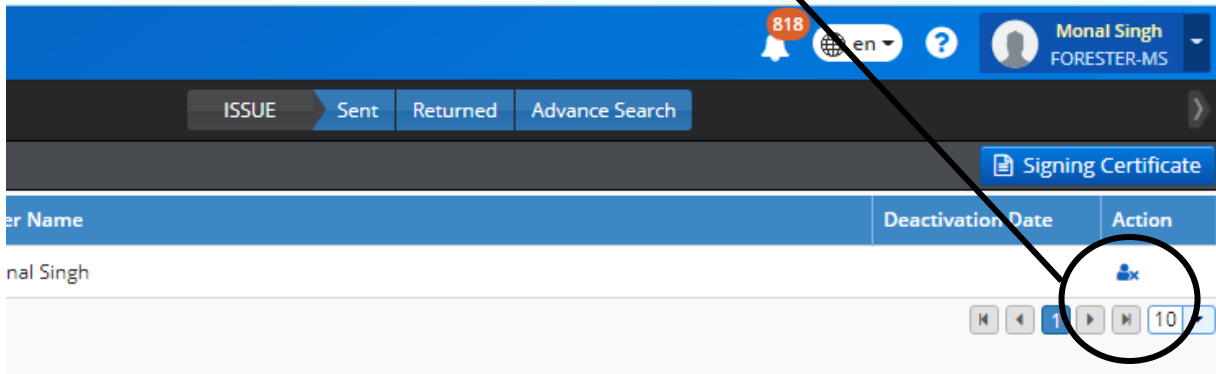 818
en
?
Monal Singh
FORESTER-MS
ISSUE Sent Returned Advance Search
Signing Certificate
er Name Deactivation Date Action
nal Singh
1 10